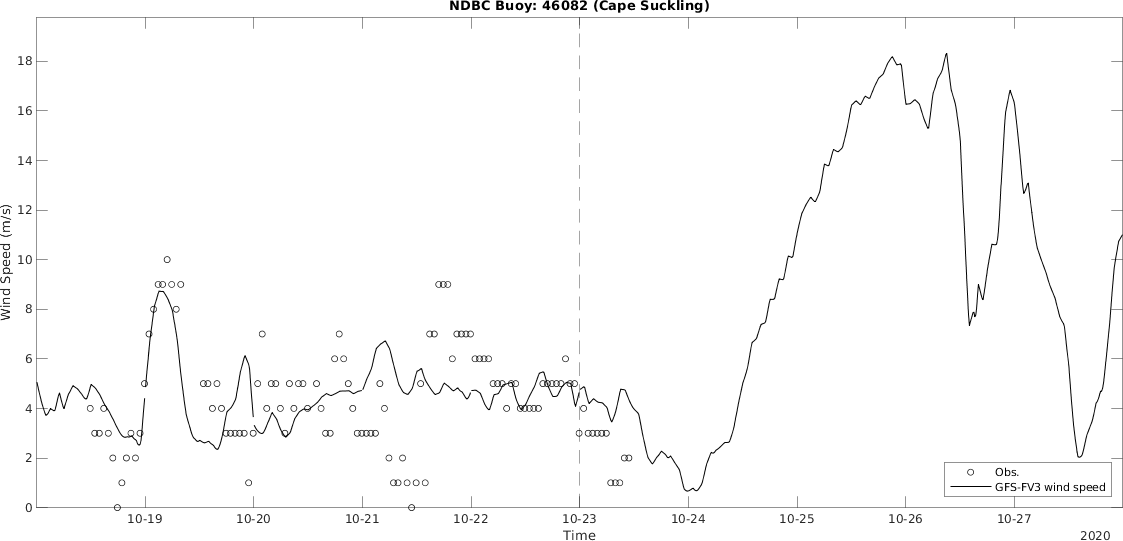 NDBC Buoy: 46082 (Cape Suckling)
Wind Speed (m/s)
18
16
14
12
10
8
6
4
2
0
10-19 10-20 10-21 10-22 10-23 10-24 10-25 10-26 10-27
Time
2020
Obs.
GFS-FV3 wind speed